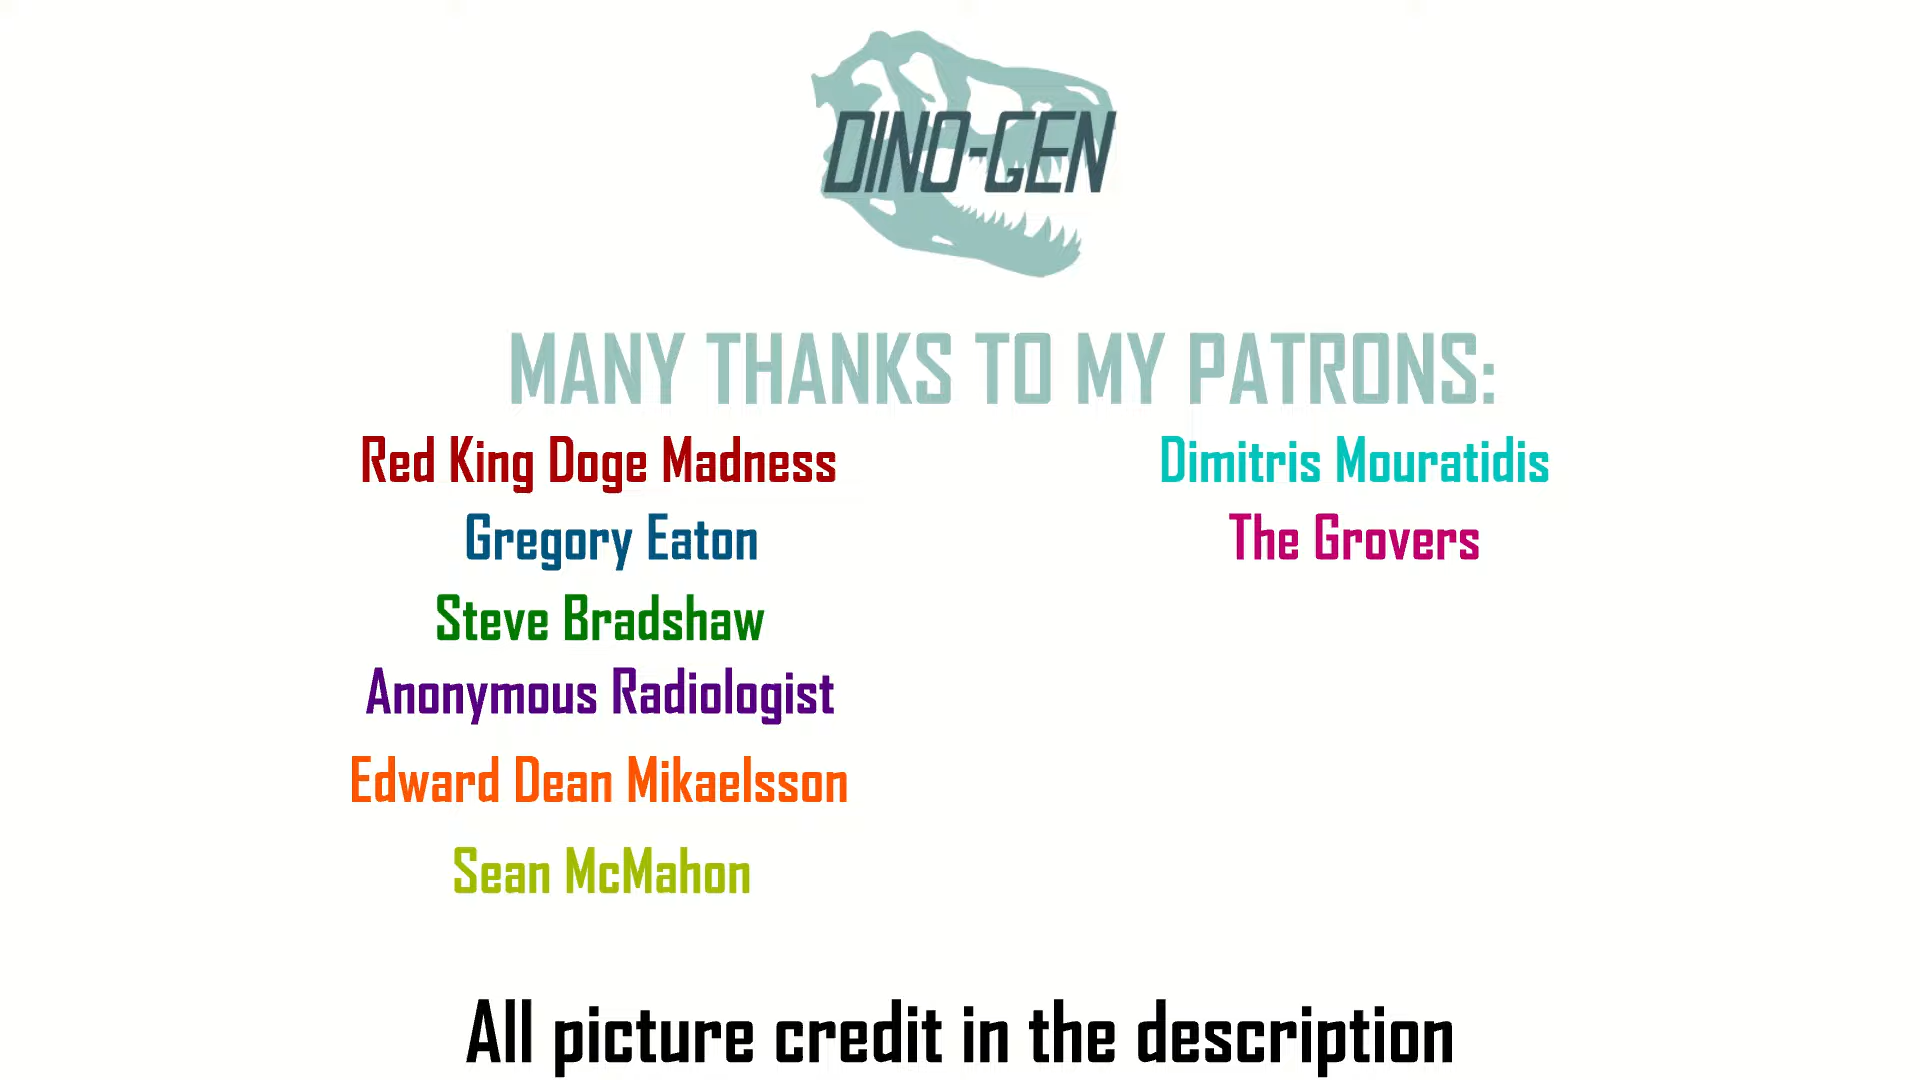 DINO-GEN
MANY THANKS TO MY PATRONS:
Red King Doge Madness
Gregory Eaton
Steve Bradshaw
Anonymous Radiologist
Edward Dean Mikaelsson
Sean McMahon
Dimitris Mouratidis
The Grovers
All picture credit in the description